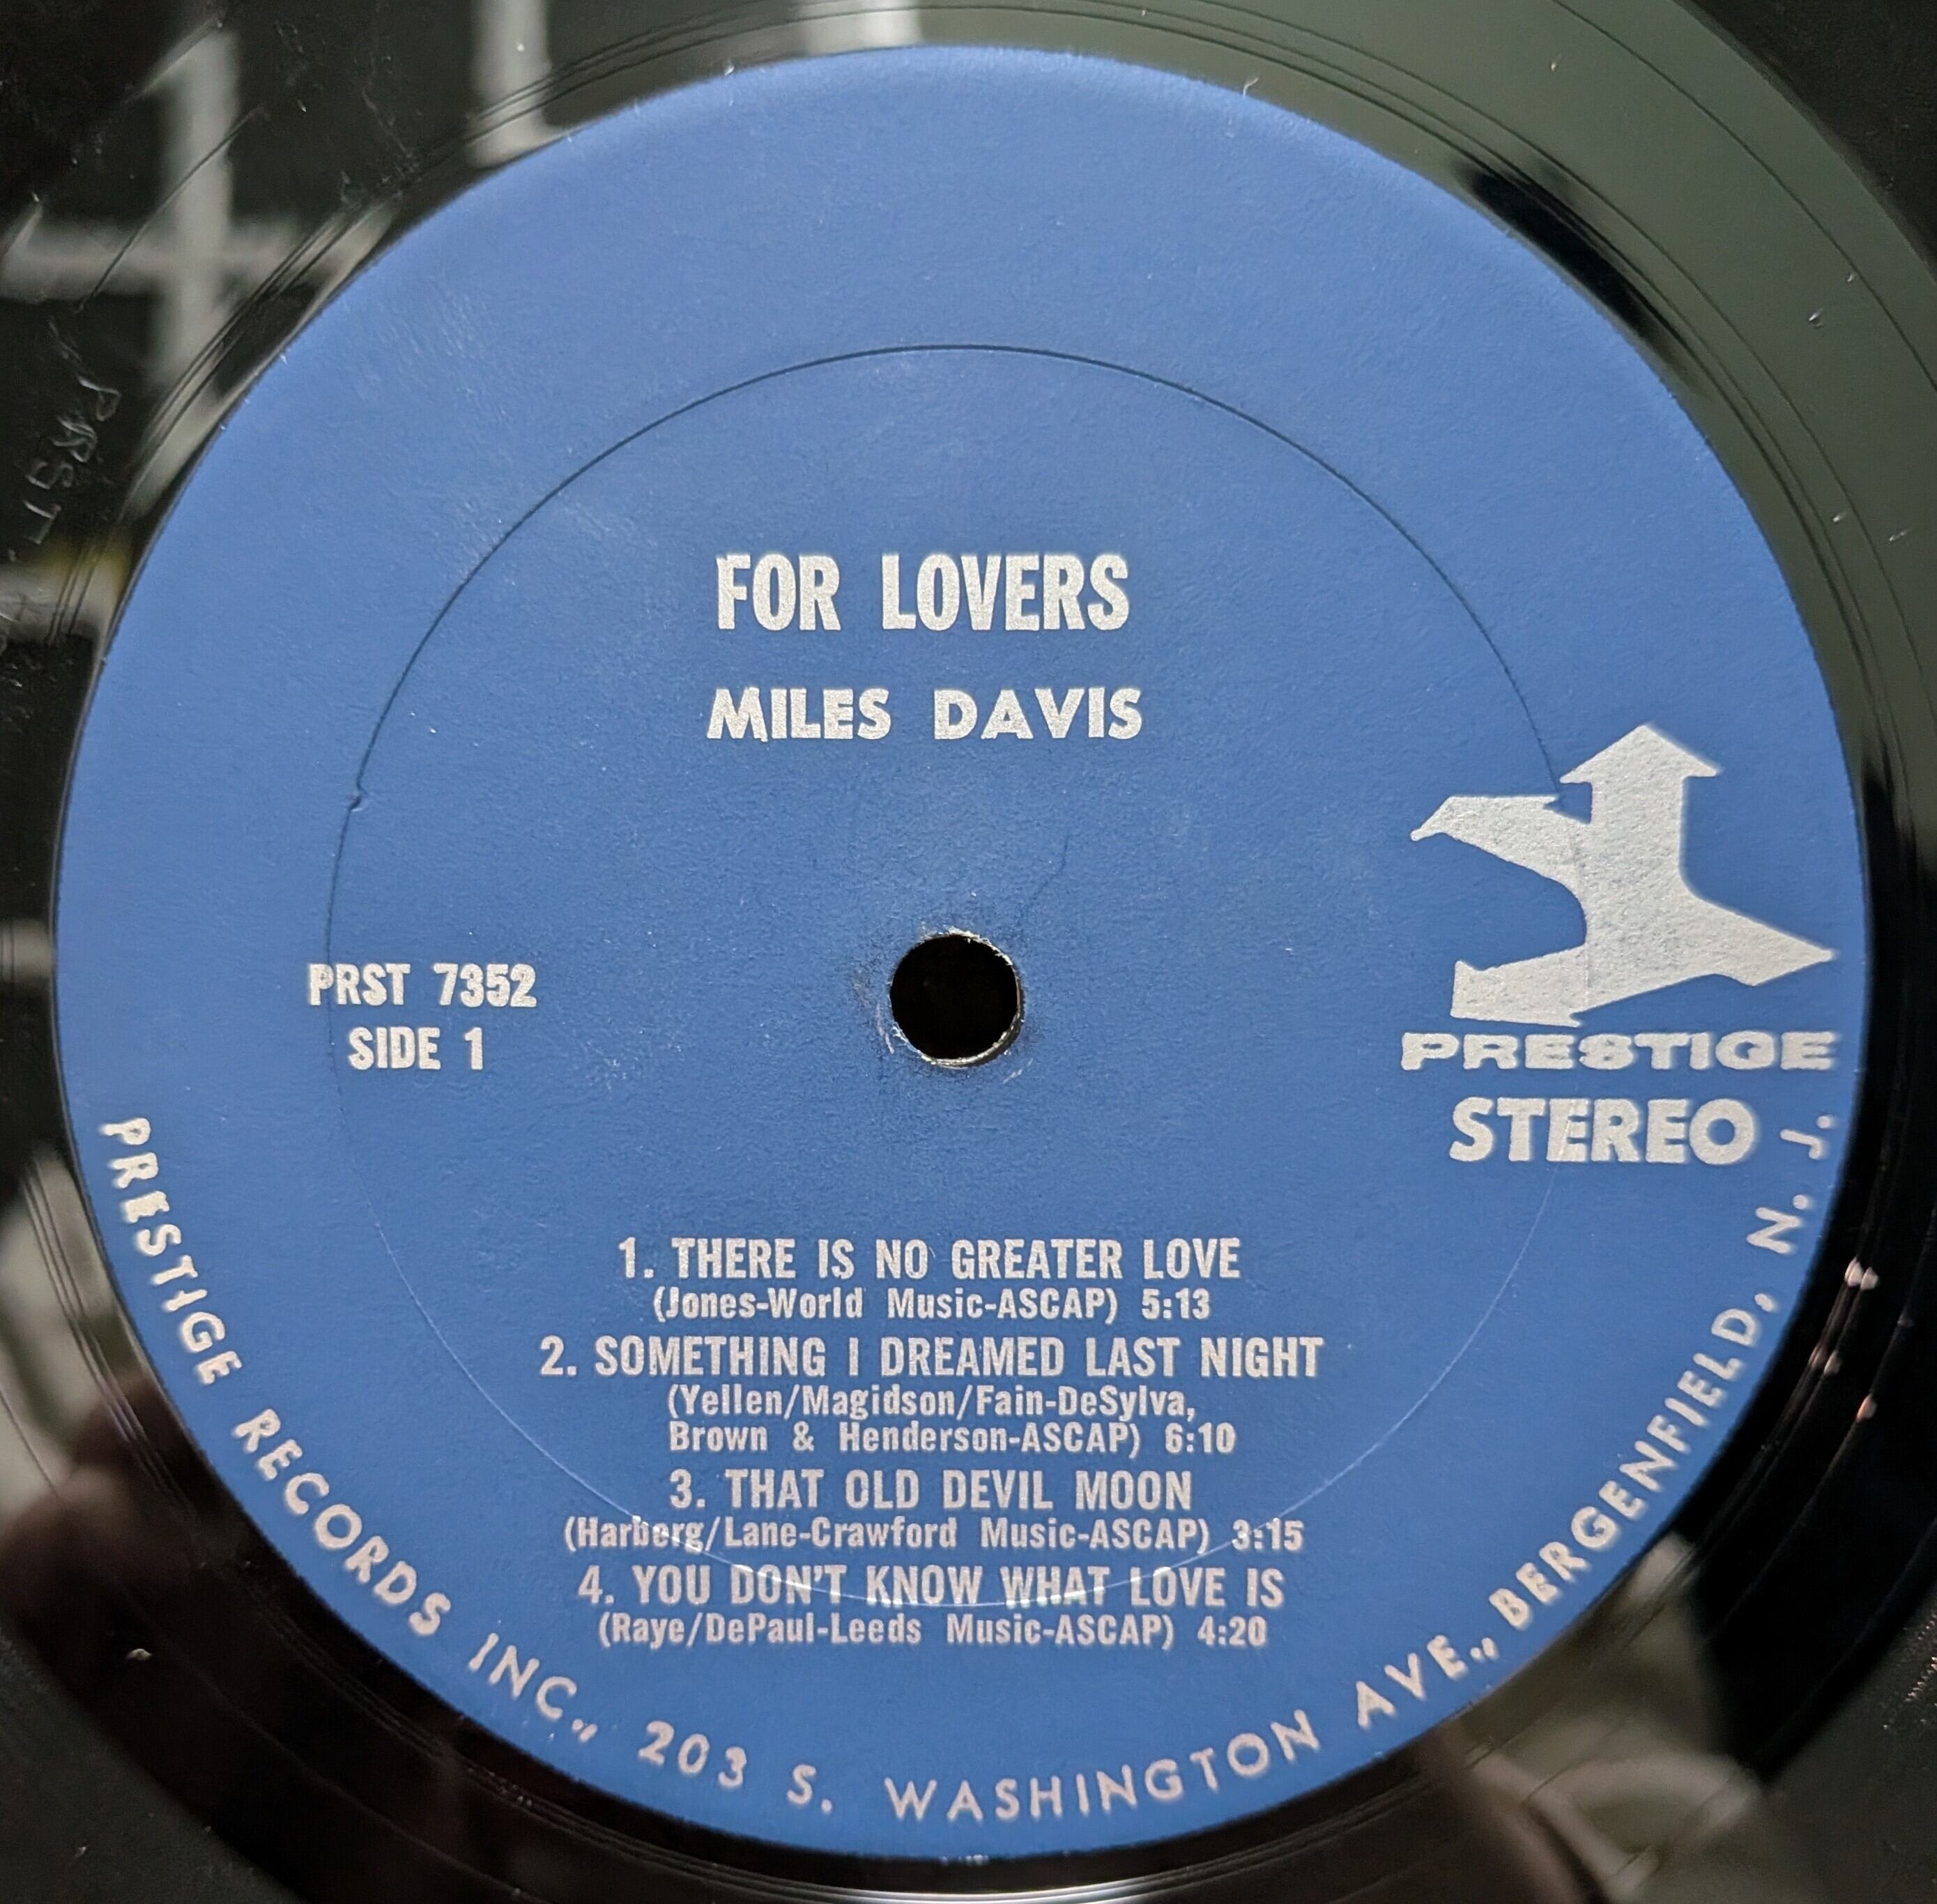 FOR LOVERS
MILES DAVIS
PRST 7352
SIDE 1
PRESTIGE
STEREO
1. THERE IS NO GREATER LOVE
(Jones-World Music-ASCAP) 5:13
2. SOMETHING I DREAMED LAST NIGHT
(Yellen/Magidson/Fain-DeSylva,
Brown & Henderson-ASCAP) 6:10
3. THAT OLD DEVIL MOON
(Harberg/Lane-Crawford Music-ASCAP) 3:15
4. YOU DON'T KNOW WHAT LOVE IS
(Raye/DePaul-Leeds Music-ASCAP) 4:20
PRESTIGE RECORDS INC., 203 S. WASHINGTON AVE., BERGENFIELD, N. J.
PRST